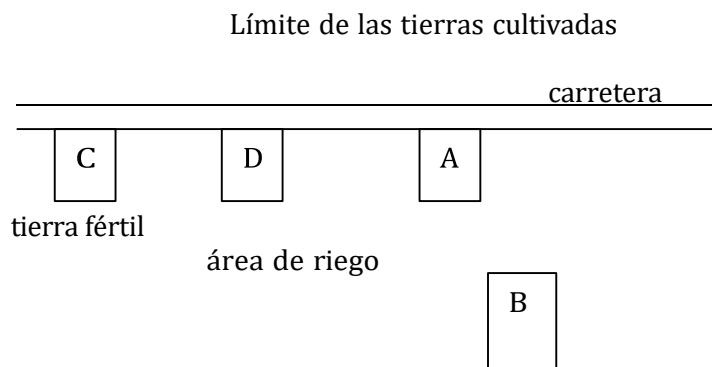 Límite de las tierras cultivadas
carretera
C D A
tierra fértil
área de riego
B